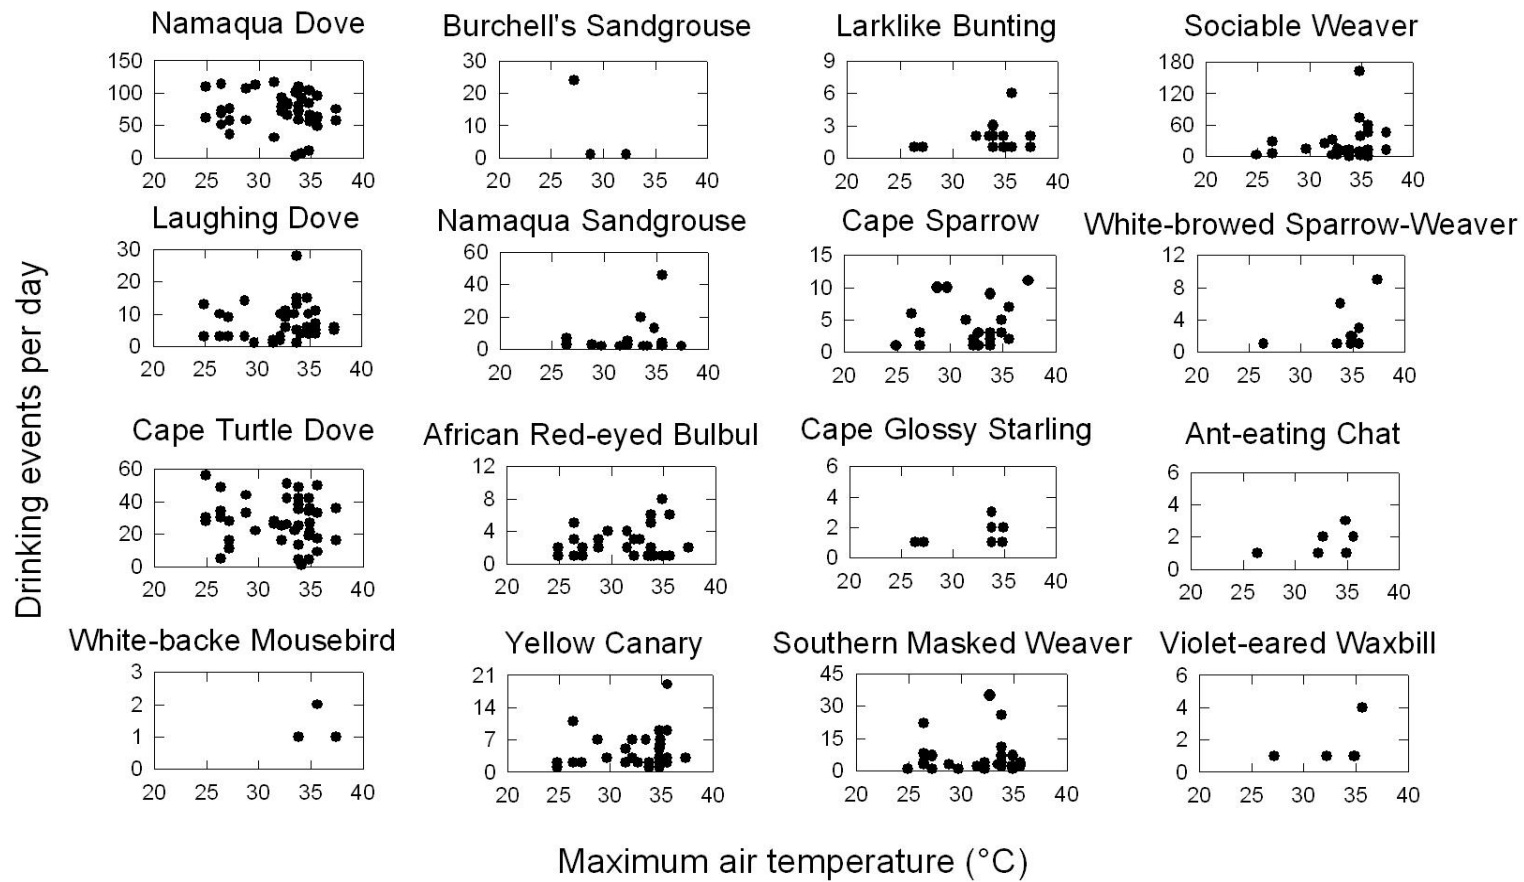 Namaqua Dove
Burchell's Sandgrouse
Larklike Bunting
Sociable Weaver
150
100
50
0
20 25 30 35 40
30
20
10
0
20 25 30 35 40
9
6
3
0
20 25 30 35 40
180
120
60
0
20 25 30 35 40
Laughing Dove
Namaqua Sandgrouse
Cape Sparrow
White-browed Sparrow-Weaver
30
20
10
0
20 25 30 35 40
60
40
20
0
20 25 30 35 40
15
10
5
0
20 25 30 35 40
12
8
4
0
20 25 30 35 40
Cape Turtle Dove
African Red-eyed Bulbul
Cape Glossy Starling
Ant-eating Chat
60
40
20
0
20 25 30 35 40
12
8
4
0
20 25 30 35 40
6
4
2
0
20 25 30 35 40
6
4
2
0
20 25 30 35 40
White-backe Mousebird
Yellow Canary
Southern Masked Weaver
Violet-eared Waxbill
3
2
1
0
20 25 30 35 40
21
14
7
0
20 25 30 35 40
45
30
15
0
20 25 30 35 40
6
4
2
0
20 25 30 35 40
Drinking events per day
Maximum air temperature (°C)